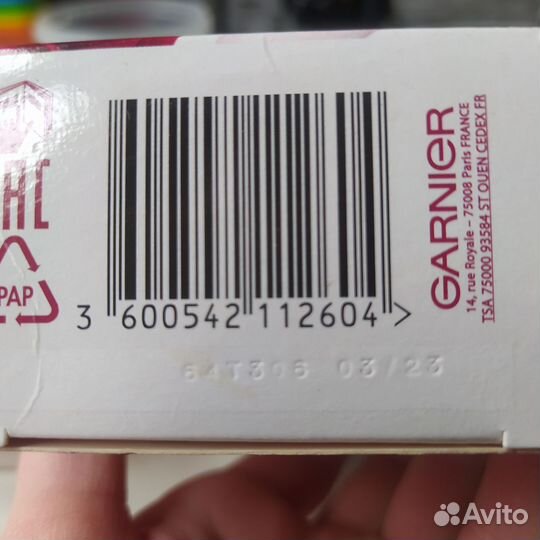 EAC
PAP
3 600542 112604 >
GARNIER
14, rue Royale – 75008 Paris FRANCE
TSA 75000 93584 ST OUEN CEDEX FR
64T306 03/23
Avito